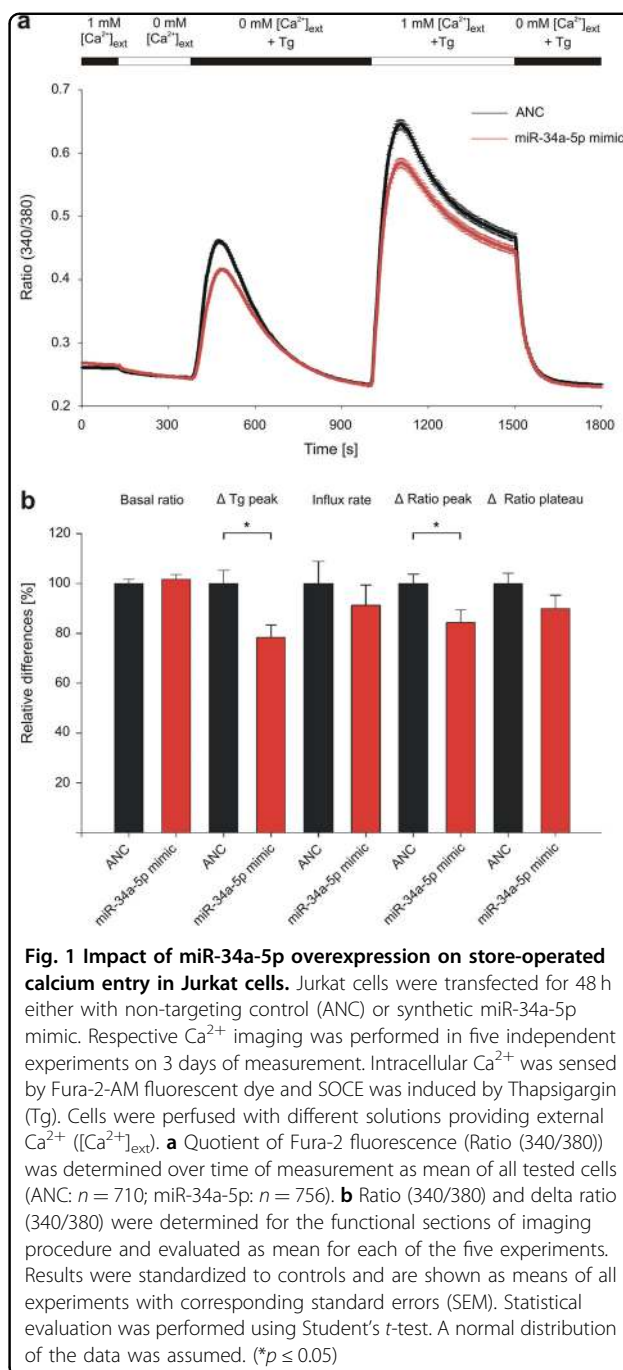 a
1 mM [Ca²⁺]ext
0 mM [Ca²⁺]ext
0 mM [Ca²⁺]ext + Tg
1 mM [Ca²⁺]ext +Tg
0 mM [Ca²⁺]ext + Tg
ANC
miR-34a-5p mimic
Ratio (340/380)
0.7
0.6
0.5
0.4
0.3
0.2
0 300 600 900 1200 1500 1800
Time [s]
b
Basal ratio Δ Tg peak Influx rate Δ Ratio peak Δ Ratio plateau
Relative differences [%]
120
100
80
60
40
20
* *
ANC miR-34a-5p mimic ANC miR-34a-5p mimic ANC miR-34a-5p mimic ANC miR-34a-5p mimic ANC miR-34a-5p mimic
Fig. 1 Impact of miR-34a-5p overexpression on store-operated
calcium entry in Jurkat cells. Jurkat cells were transfected for 48 h
either with non-targeting control (ANC) or synthetic miR-34a-5p
mimic. Respective Ca²⁺ imaging was performed in five independent
experiments on 3 days of measurement. Intracellular Ca²⁺ was sensed
by Fura-2-AM fluorescent dye and SOCE was induced by Thapsigargin
(Tg). Cells were perfused with different solutions providing external
Ca²⁺ ([Ca²⁺]ext). a Quotient of Fura-2 fluorescence (Ratio (340/380))
was determined over time of measurement as mean of all tested cells
(ANC: n = 710; miR-34a-5p: n = 756). b Ratio (340/380) and delta ratio
(340/380) were determined for the functional sections of imaging
procedure and evaluated as mean for each of the five experiments.
Results were standardized to controls and are shown as means of all
experiments with corresponding standard errors (SEM). Statistical
evaluation was performed using Student's t-test. A normal distribution
of the data was assumed. (*p ≤ 0.05)